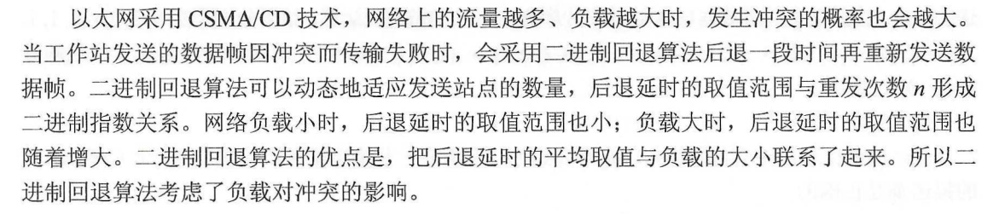 以太网采用 CSMA/CD 技术，网络上的流量越多、负载越大时，发生冲突的概率也会越大。
当工作站发送的数据帧因冲突而传输失败时，会采用二进制回退算法后退一段时间再重新发送数
据帧。二进制回退算法可以动态地适应发送站点的数量，后退延时的取值范围与重发次数 n 形成
二进制指数关系。网络负载小时，后退延时的取值范围也小；负载大时，后退延时的取值范围也
随着增大。二进制回退算法的优点是，把后退延时的平均取值与负载的大小联系了起来。所以二
进制回退算法考虑了负载对冲突的影响。